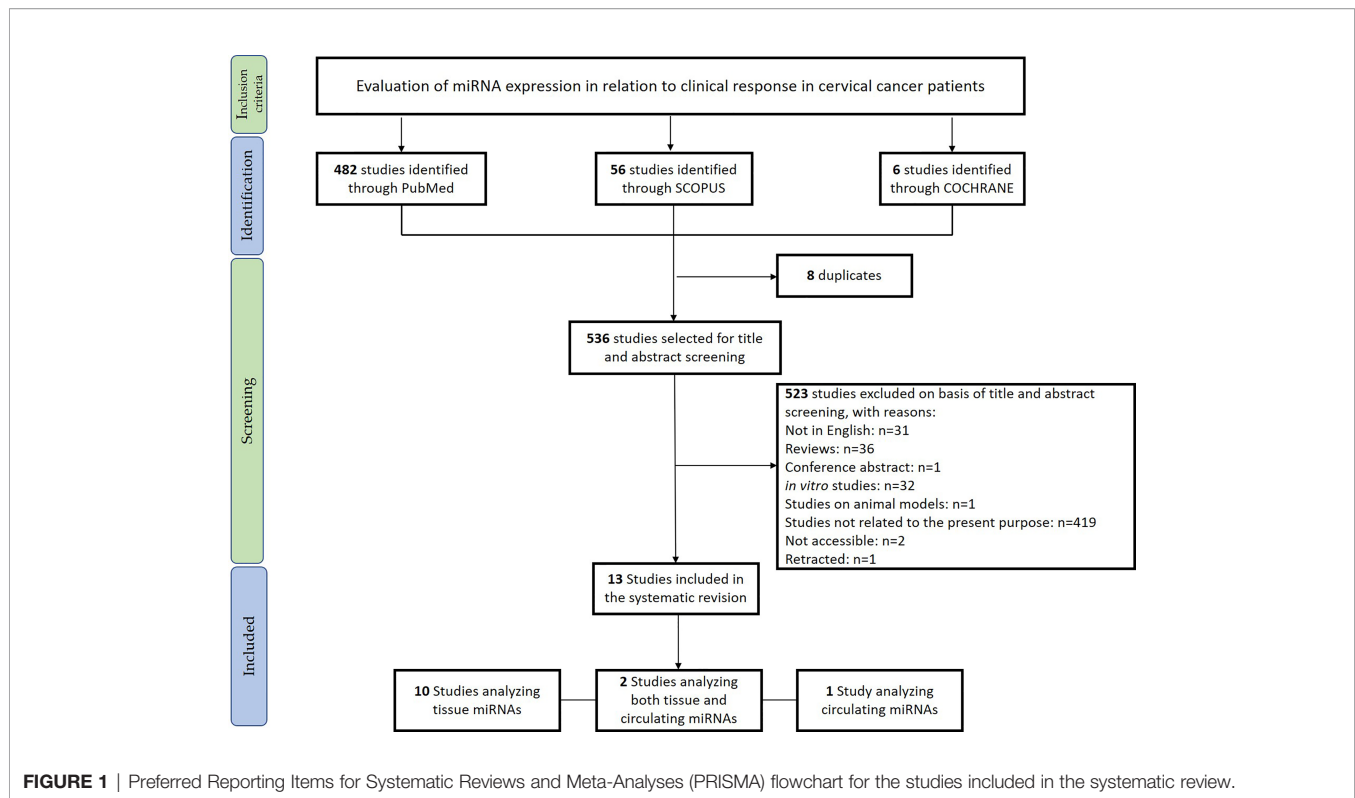 Inclusion
criteria
Evaluation of miRNA expression in relation to clinical response in cervical cancer patients
Identification
482 studies identified
through PubMed
56 studies identified
through SCOPUS
6 studies identified
through COCHRANE
Screening
8 duplicates
536 studies selected for title
and abstract screening
523 studies excluded on basis of title and abstract
screening, with reasons:
Not in English: n=31
Reviews: n=36
Conference abstract: n=1
in vitro studies: n=32
Studies on animal models: n=1
Studies not related to the present purpose: n=419
Not accessible: n=2
Retracted: n=1
Included
13 Studies included in
the systematic revision
10 Studies analyzing
tissue miRNAs
2 Studies analyzing
both tissue and
circulating miRNAs
1 Study analyzing
circulating miRNAs
FIGURE 1 | Preferred Reporting Items for Systematic Reviews and Meta-Analyses (PRISMA) flowchart for the studies included in the systematic review.